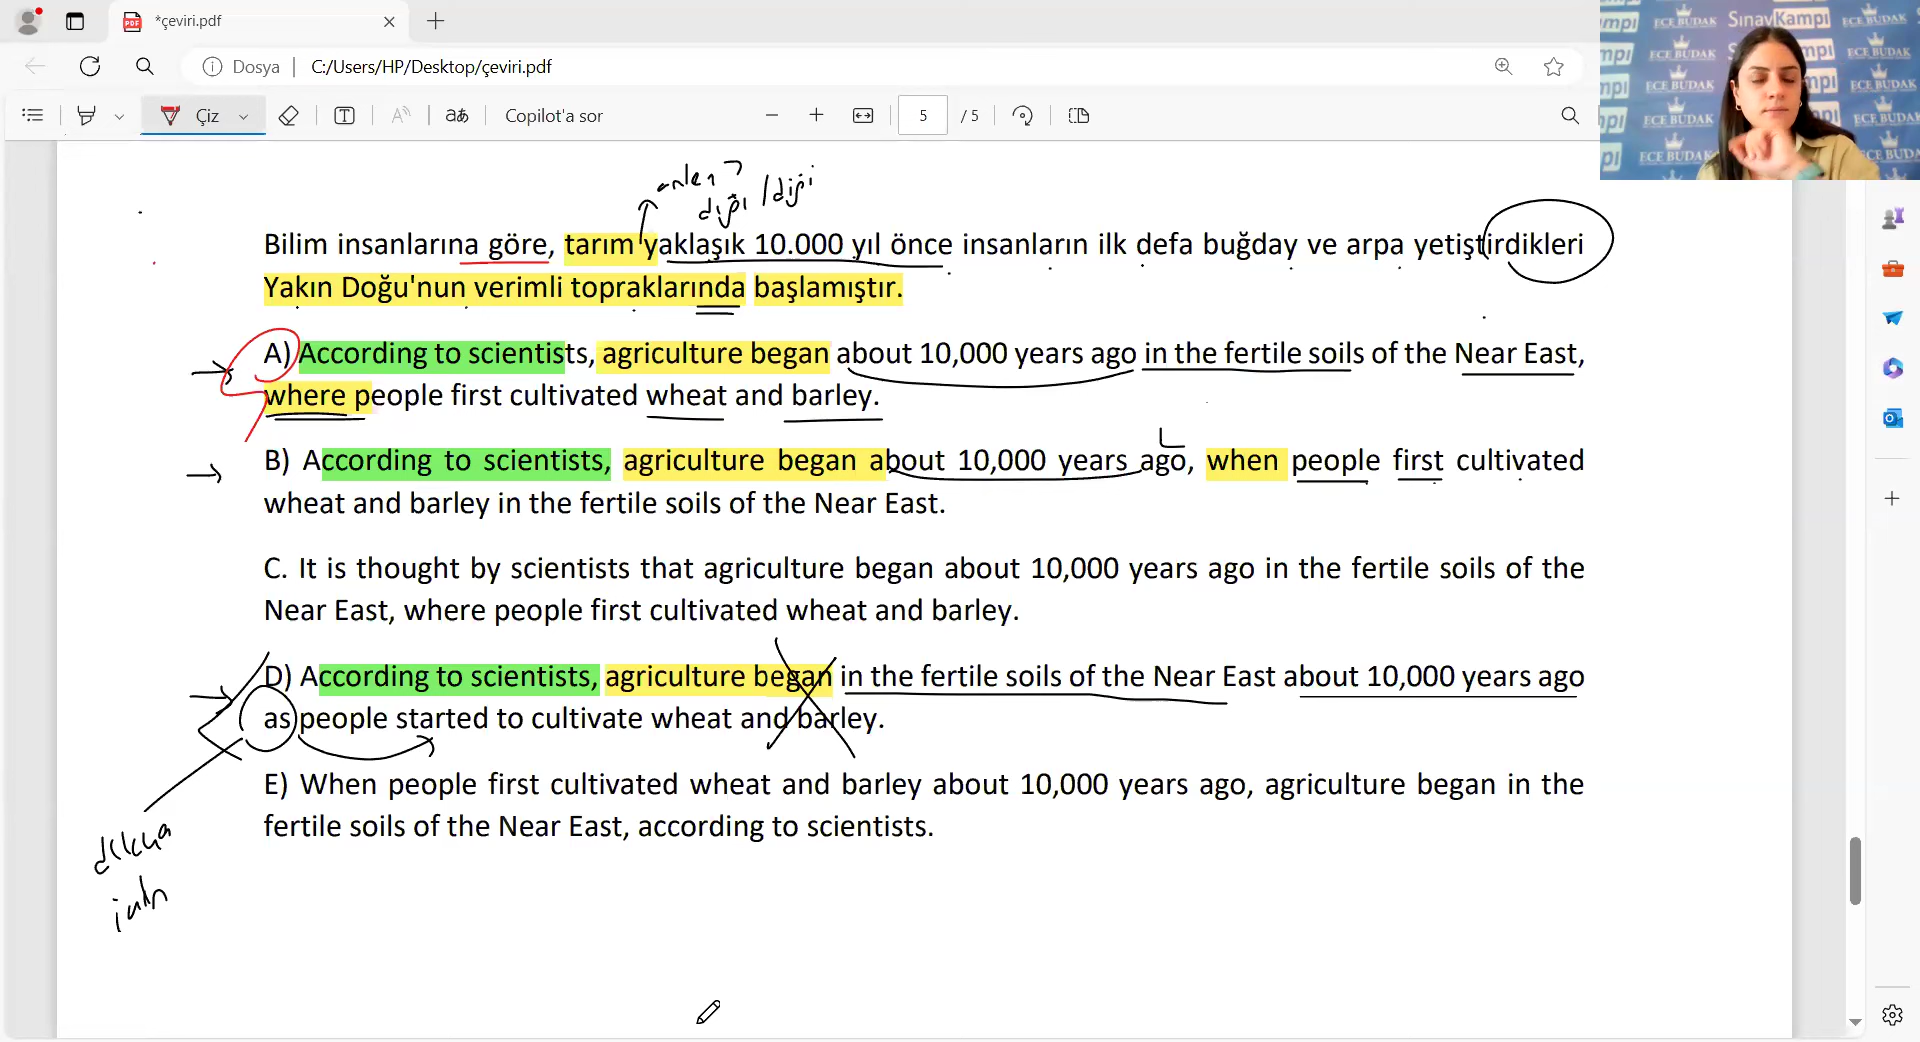 *çeviri.pdf
Dosya
C:/Users/HP/Desktop/çeviri.pdf
Çiz
aあ
Copilot'a sor
5
/ 5
ECE BUDAK
SınavKampı
ECE BUDAK
dığı / diği
Bilim insanlarına göre, tarım yaklaşık 10.000 yıl önce insanların ilk defa buğday ve arpa yetiştirdikleri
Yakın Doğu'nun verimli topraklarında başlamıştır.
A) According to scientists, agriculture began about 10,000 years ago in the fertile soils of the Near East,
where people first cultivated wheat and barley.
B) According to scientists, agriculture began about 10,000 years ago, when people first cultivated
wheat and barley in the fertile soils of the Near East.
C. It is thought by scientists that agriculture began about 10,000 years ago in the fertile soils of the
Near East, where people first cultivated wheat and barley.
D) According to scientists, agriculture began in the fertile soils of the Near East about 10,000 years ago
as people started to cultivate wheat and barley.
E) When people first cultivated wheat and barley about 10,000 years ago, agriculture began in the
fertile soils of the Near East, according to scientists.